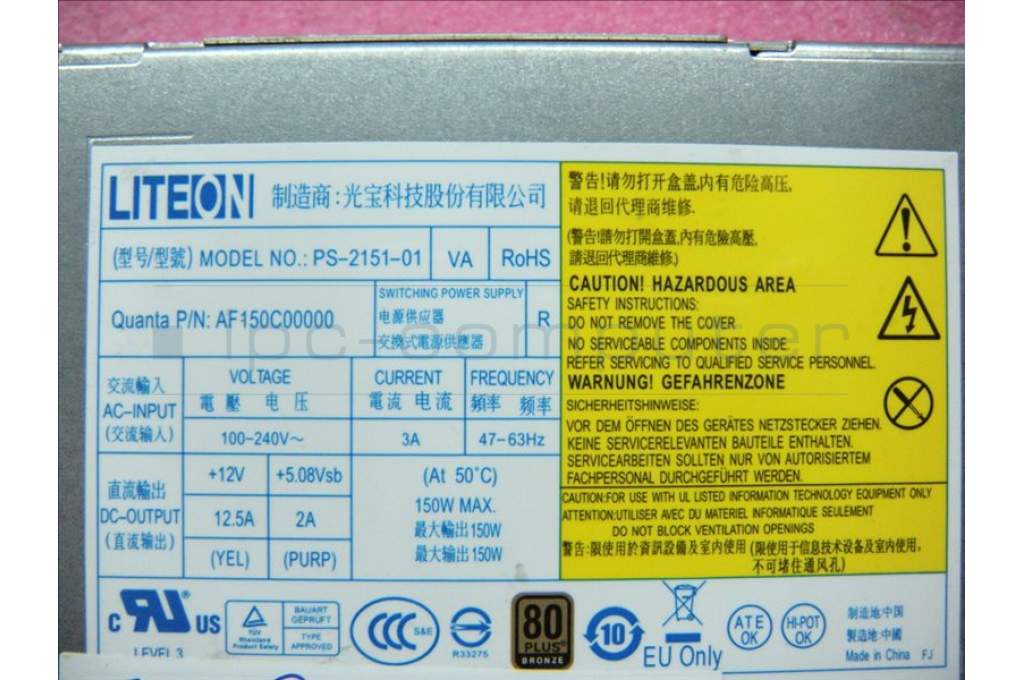 LITEON 制造商:光宝科技股份有限公司
(型号/型號) MODEL NO.: PS-2151-01 VA RoHS
Quanta P/N: AF150C00000
SWITCHING POWER SUPPLY
电源供应器
交換式電源供應器
R
交流輸入
AC-INPUT
(交流输入)
VOLTAGE
電壓 电压
CURRENT
電流 电流
FREQUENCY
頻率 频率
100-240V~ 3A 47-63Hz
直流輸出
DC-OUTPUT
(直流输出)
+12V +5.08Vsb
12.5A 2A
(YEL) (PURP)
(At 50°C)
150W MAX.
最大輸出150W
最大输出150W
警告!请勿打开盒盖,内有危险高压,
请退回代理商维修.
(警告!請勿打開盒蓋,內有危險高壓,
請退回代理商維修.)
CAUTION! HAZARDOUS AREA
SAFETY INSTRUCTIONS:
DO NOT REMOVE THE COVER
NO SERVICEABLE COMPONENTS INSIDE
REFER SERVICING TO QUALIFIED SERVICE PERSONNEL.
WARNUNG! GEFAHRENZONE
SICHERHEITSHINWEISE:
VOR DEM ÖFFNEN DES GERÄTES NETZSTECKER ZIEHEN.
KEINE SERVICERELEVANTEN BAUTEILE ENTHALTEN.
SERVICEARBEITEN SOLLTEN NUR VON AUTORISIERTEM
FACHPERSONAL DURCHGEFÜHRT WERDEN.
CAUTION:FOR USE WITH UL LISTED INFORMATION TECHNOLOGY EQUIPMENT ONLY
ATTENTION:UTILISER AVEC DU MATERIEL INFORMATIQUE SEULEMENT
DO NOT BLOCK VENTILATION OPENINGS
警告:限使用於資訊設備及室内使用 (限使用于信息技术设备及室内使用,
不可堵住通风孔)
c RU US
LEVEL 3
TÜV
Rheinland
Product Safety
BAUART
GEPRÜFT
TYPE
APPROVED
CCC S&E
R33275
80
PLUS
BRONZE
10
EU Only
ATE
OK
HI-POT
OK
制造地:中国
製造地:中國
Made in China FJ
ipc-computer